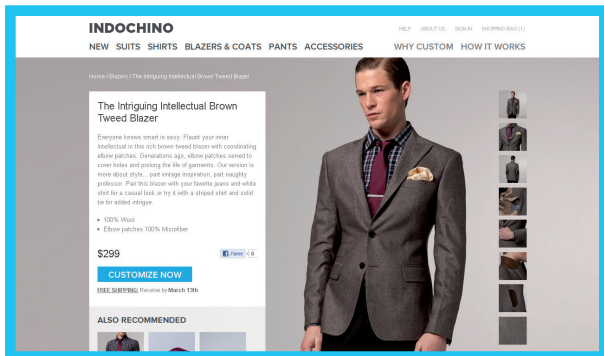 INDOCHINO
HELP ABOUT US SIGN IN SHOPPING BAG (1)
NEW SUITS SHIRTS BLAZERS & COATS PANTS ACCESSORIES WHY CUSTOM HOW IT WORKS
Home / Blazers / The Intriguing Intellectual Brown Tweed Blazer
The Intriguing Intellectual Brown
Tweed Blazer
Everyone knows smart is sexy. Flaunt your inner
intellectual in this rich brown tweed blazer with coordinating
elbow patches. Generations ago, elbow patches served to
cover holes and prolong the life of garments. Our version is
more about style... part vintage inspiration, part naughty
professor. Pair this blazer with your favorite jeans and white
shirt for a casual look or try it with a striped shirt and solid
tie for added intrigue.
100% Wool
Elbow patches 100% Microfiber
$299
J'aime 6
CUSTOMIZE NOW
FREE SHIPPING: Receive by March 13th
ALSO RECOMMENDED